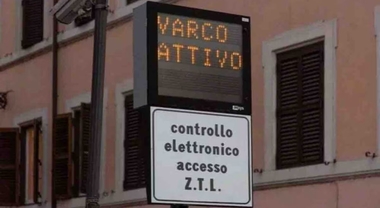 VARCO
ATTIVO
controllo
elettronico
accesso
Z.T.L.